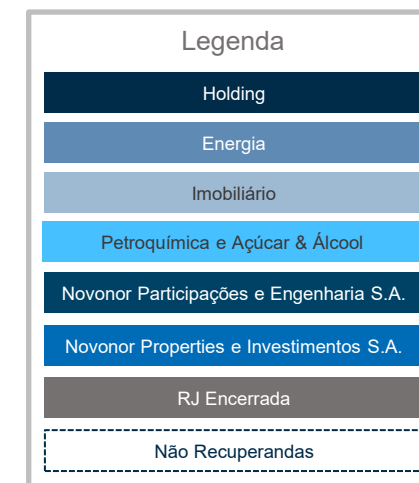 Legenda
Holding
Energia
Imobiliário
Petroquímica e Açúcar & Álcool
Novonor Participações e Engenharia S.A.
Novonor Properties e Investimentos S.A.
RJ Encerrada
Não Recuperandas